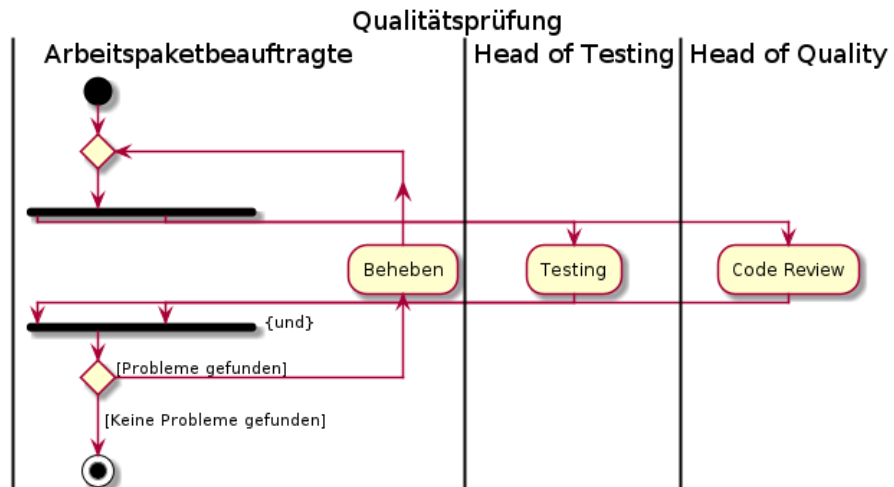 Qualitätsprüfung
Arbeitspaketbeauftragte
Head of Testing
Head of Quality
Beheben
Testing
Code Review
{und}
[Probleme gefunden]
[Keine Probleme gefunden]